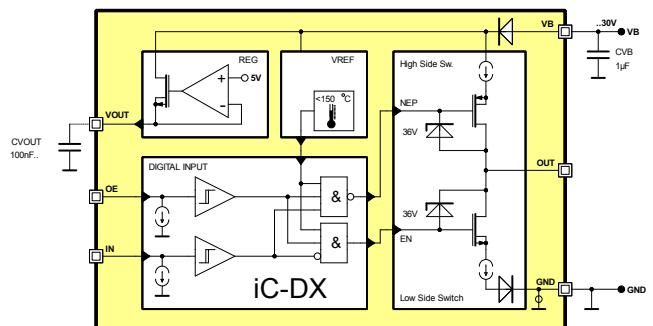 VB
..30V
VB
CVB
1µF
REG
5V
VREF
<150 °C
High Side Sw.
NEP
36V
VOUT
CVOUT
100nF..
DIGITAL INPUT
OE
&
IN
&
OUT
36V
EN
iC-DX
Low Side Switch
GND
GND